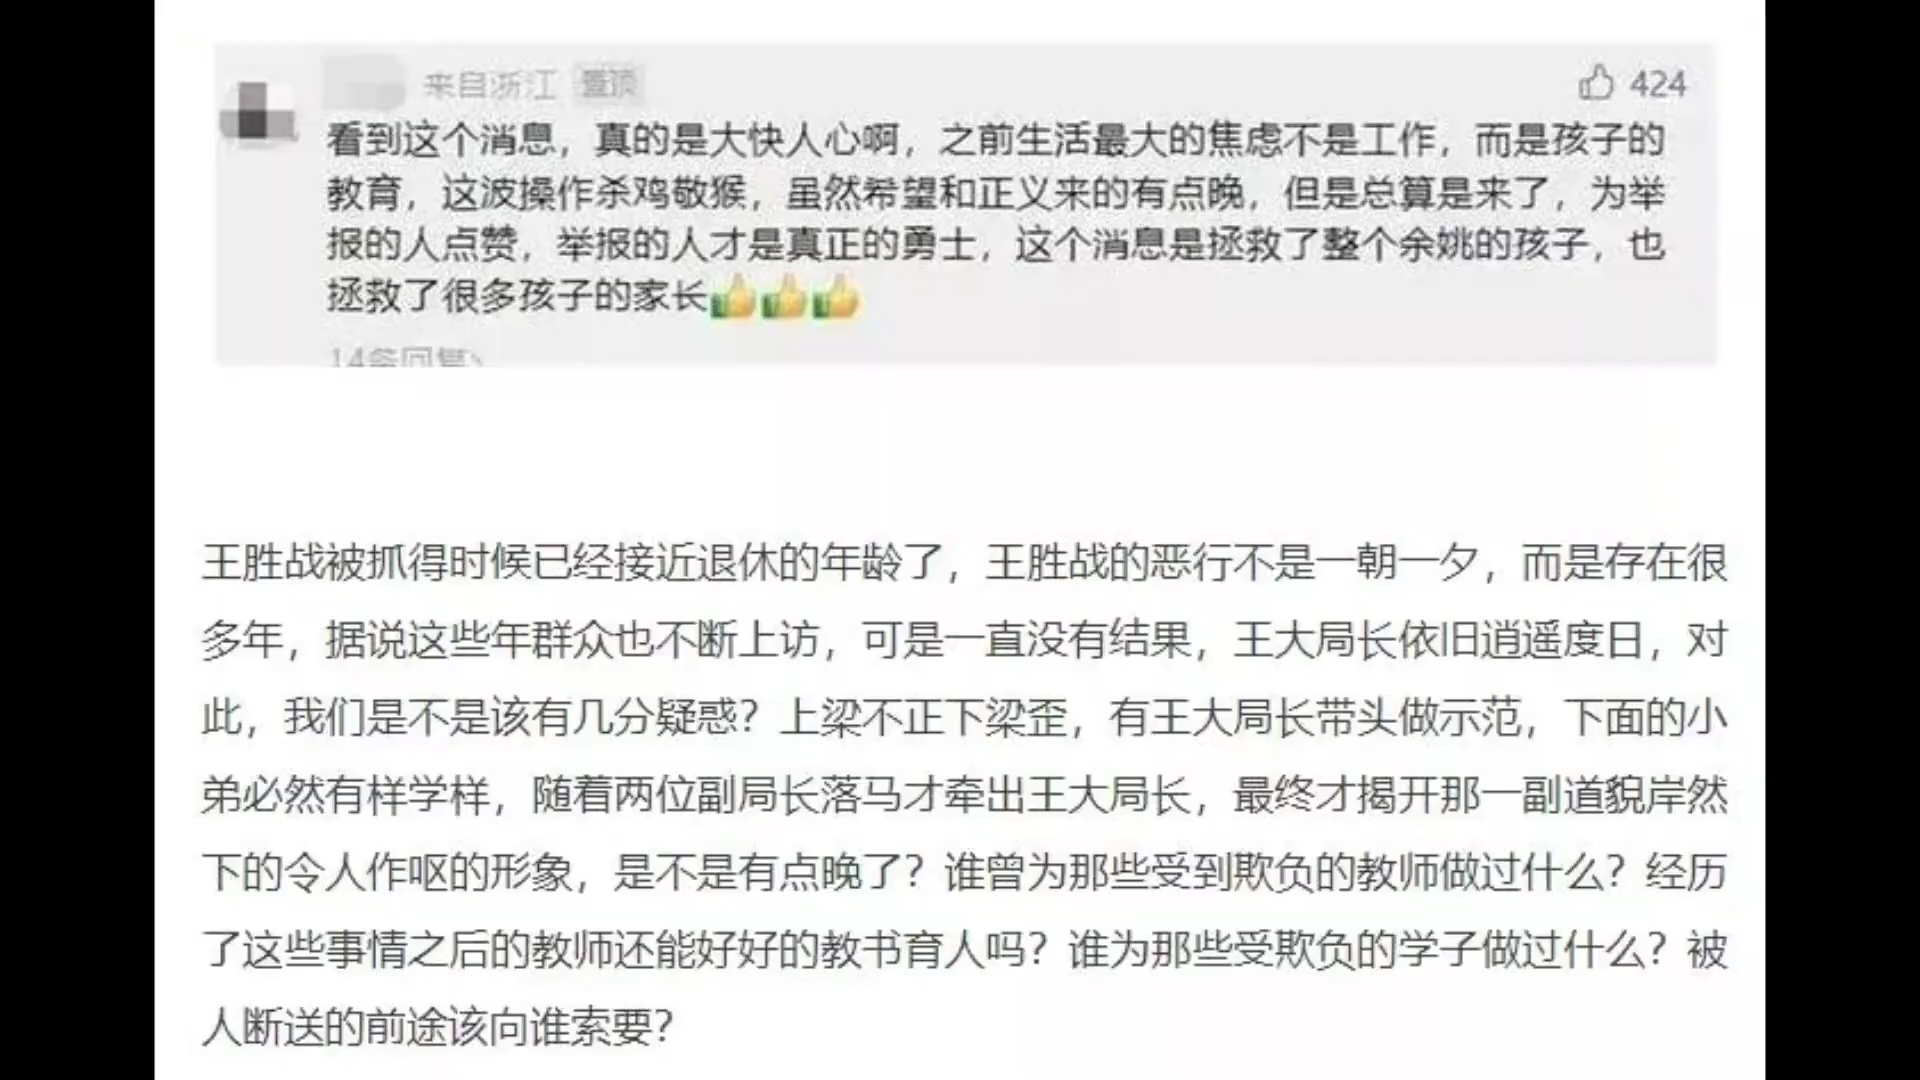 来自浙江 置顶 424
看到这个消息，真的是大快人心啊，之前生活最大的焦虑不是工作，而是孩子的
教育，这波操作杀鸡敬猴，虽然希望和正义来的有点晚，但是总算是来了，为举
报的人点赞，举报的人才是真正的勇士，这个消息是拯救了整个余姚的孩子，也
拯救了很多孩子的家长👍👍👍
14条回复
王胜战被抓得时候已经接近退休的年龄了，王胜战的恶行不是一朝一夕，而是存在很
多年，据说这些年群众也不断上访，可是一直没有结果，王大局长依旧逍遥度日，对
此，我们是不是该有几分疑惑？上梁不正下梁歪，有王大局长带头做示范，下面的小
弟必然有样学样，随着两位副局长落马才牵出王大局长，最终才揭开那一副道貌岸然
下的令人作呕的形象，是不是有点晚了？谁曾为那些受到欺负的教师做过什么？经历
了这些事情之后的教师还能好好的教书育人吗？谁为那些受欺负的学子做过什么？被
人断送的前途该向谁索要？